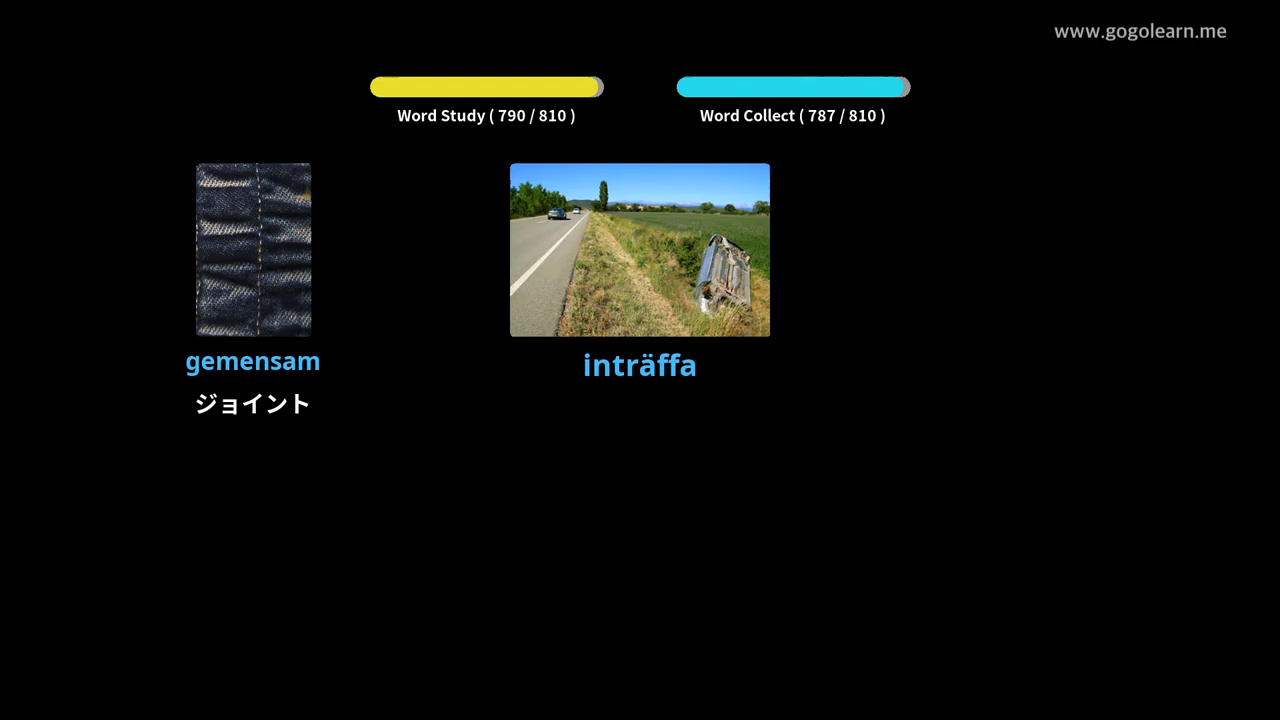 www.gogolearn.me
Word Study ( 790 / 810 )
Word Collect ( 787 / 810 )
gemensam
ジョイント
inträffa